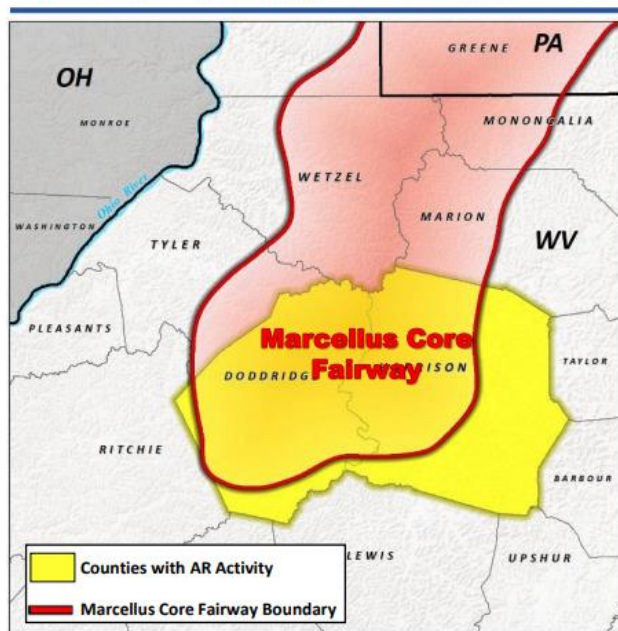 GREENE
PA
OH
MONROE
MONONGALIA
WETZEL
Ohio River
MARION
WASHINGTON
TYLER
WV
PLEASANTS
Marcellus Core
Fairway
DODDRIDG
TAYLOR
RITCHIE
BARBOUR
LEWIS
UPSHUR
Counties with AR Activity
Marcellus Core Fairway Boundary